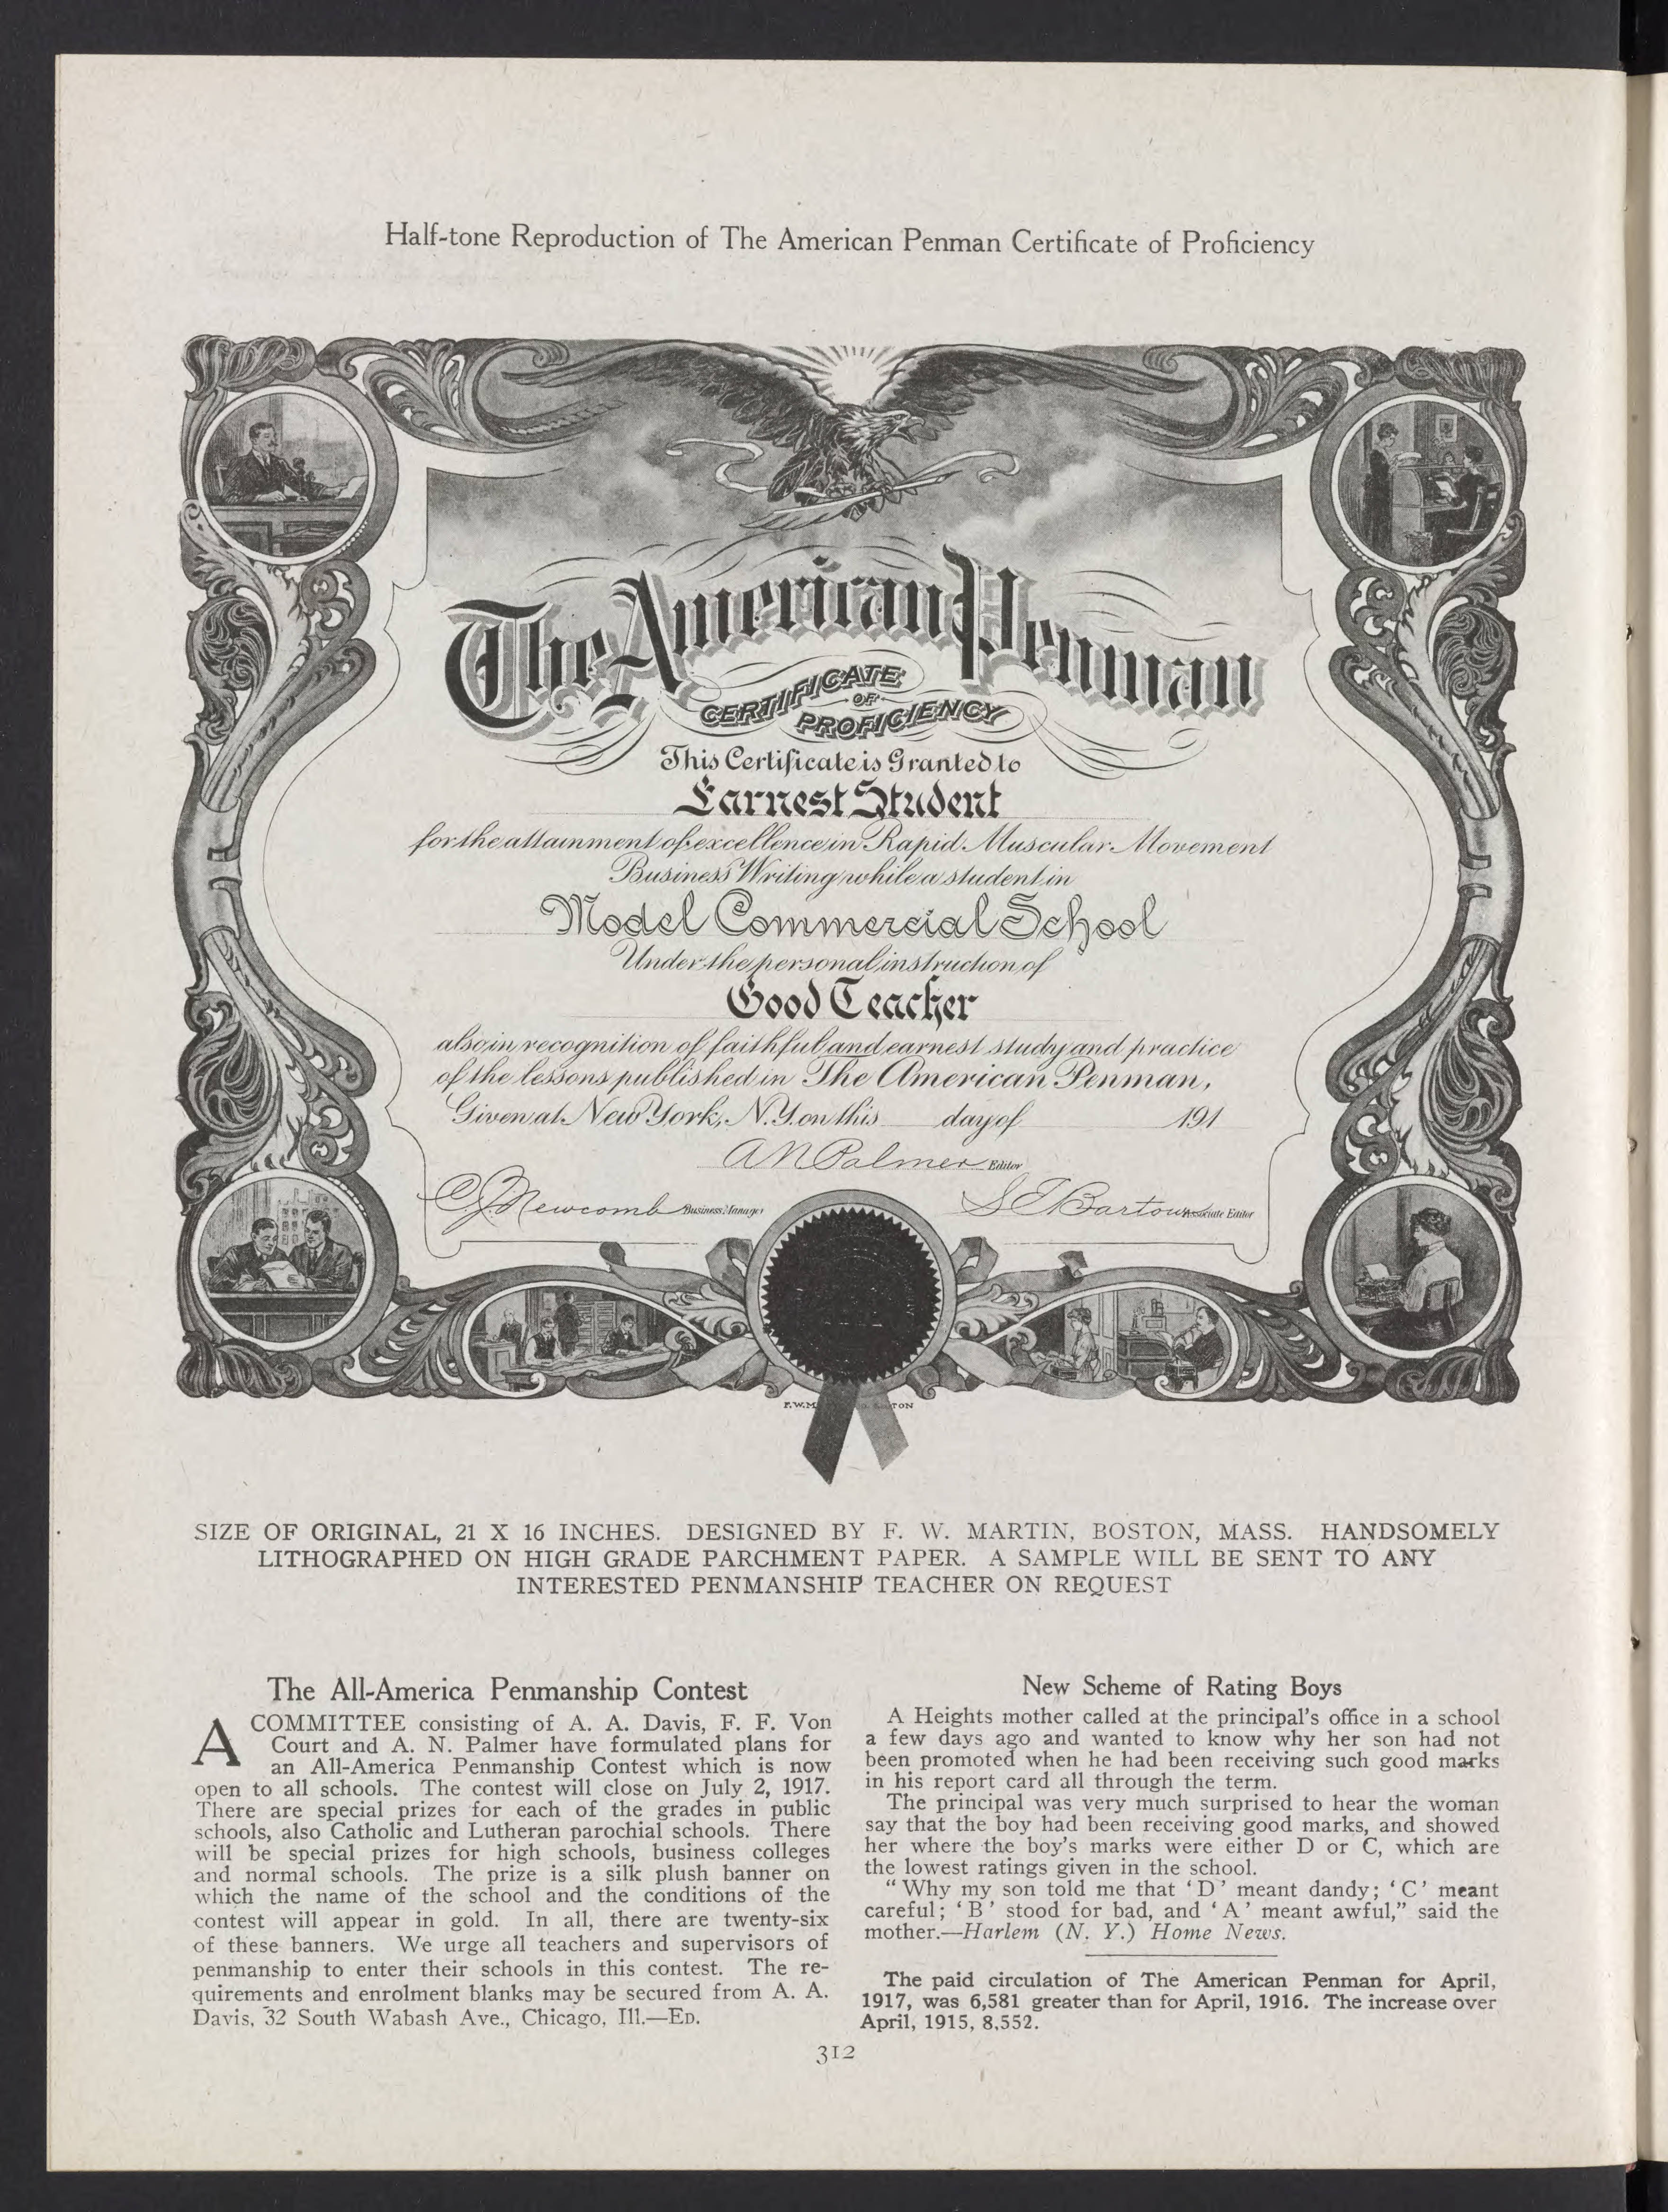 Half-tone Reproduction of The American Penman Certificate of Proficiency
The American Penman
CERTIFICATE
OF
PROFICIENCY
This Certificate is Granted to
Earnest Student
for the attainment of excellence in Rapid Muscular Movement
Business Writing while a student in
Model Commercial School
Under the personal instruction of
Good Teacher
also in recognition of faithful and earnest study and practice
of the lessons published in The American Penman,
Given at New York, N.Y. on this day of 191
A N Palmer Editor
C J Newcomb Business Manager
S E Bartow Associate Editor
F. W. M
TON
SIZE OF ORIGINAL, 21 X 16 INCHES. DESIGNED BY F. W. MARTIN, BOSTON, MASS. HANDSOMELY
LITHOGRAPHED ON HIGH GRADE PARCHMENT PAPER. A SAMPLE WILL BE SENT TO ANY
INTERESTED PENMANSHIP TEACHER ON REQUEST
The All-America Penmanship Contest
A COMMITTEE consisting of A. A. Davis, F. F. Von
Court and A. N. Palmer have formulated plans for
an All-America Penmanship Contest which is now
open to all schools. The contest will close on July 2, 1917.
There are special prizes for each of the grades in public
schools, also Catholic and Lutheran parochial schools. There
will be special prizes for high schools, business colleges
and normal schools. The prize is a silk plush banner on
which the name of the school and the conditions of the
contest will appear in gold. In all, there are twenty-six
of these banners. We urge all teachers and supervisors of
penmanship to enter their schools in this contest. The re-
quirements and enrolment blanks may be secured from A. A.
Davis, 32 South Wabash Ave., Chicago, Ill.—ED.
New Scheme of Rating Boys
A Heights mother called at the principal's office in a school
a few days ago and wanted to know why her son had not
been promoted when he had been receiving such good marks
in his report card all through the term.
The principal was very much surprised to hear the woman
say that the boy had been receiving good marks, and showed
her where the boy's marks were either D or C, which are
the lowest ratings given in the school.
"Why my son told me that 'D' meant dandy; 'C' meant
careful; 'B' stood for bad, and 'A' meant awful," said the
mother.—Harlem (N. Y.) Home News.
The paid circulation of The American Penman for April,
1917, was 6,581 greater than for April, 1916. The increase over
April, 1915, 8,552.
312